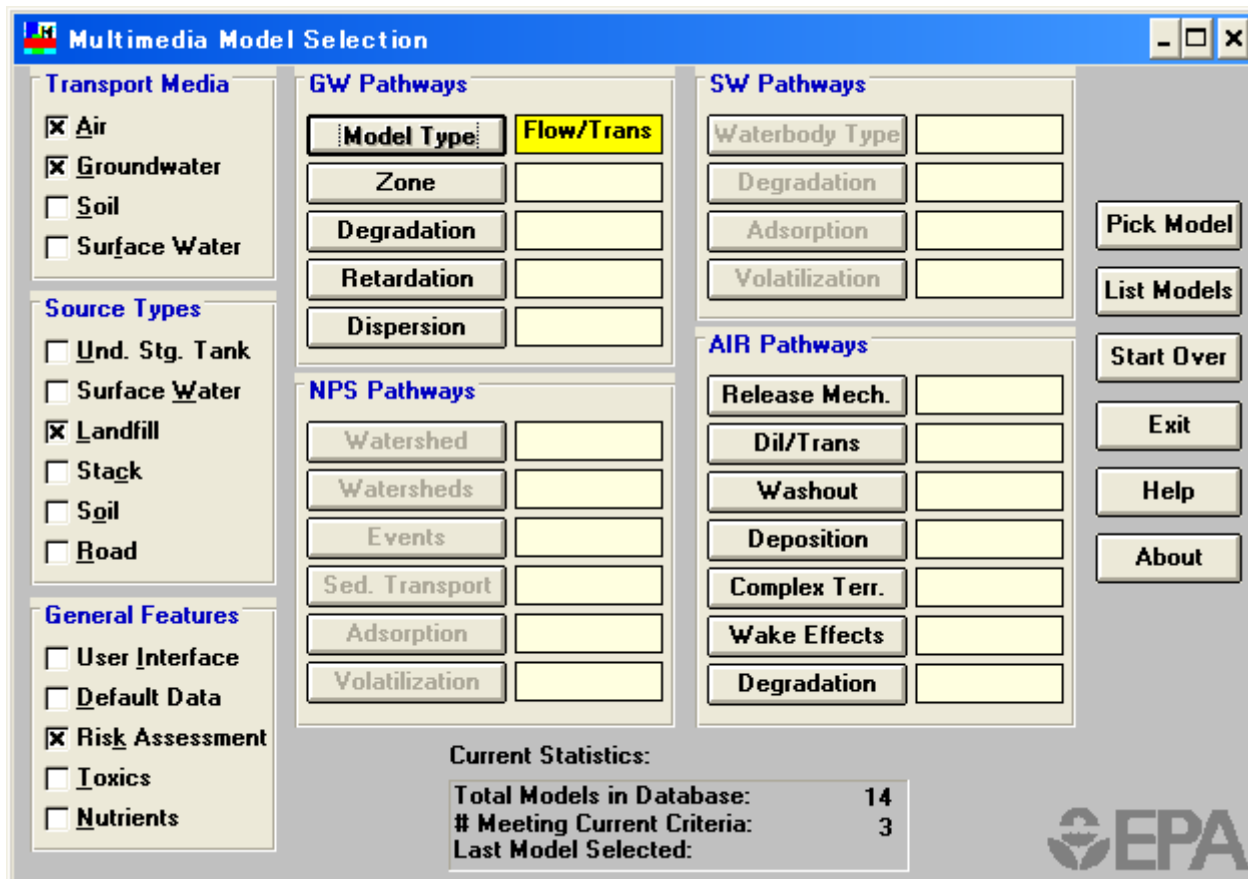 Multimedia Model Selection
Transport Media
Air
Groundwater
Soil
Surface Water
Source Types
Und. Stg. Tank
Surface Water
Landfill
Stack
Soil
Road
General Features
User Interface
Default Data
Risk Assessment
Toxics
Nutrients
GW Pathways
Model Type Flow/Trans
Zone
Degradation
Retardation
Dispersion
NPS Pathways
Watershed
Watersheds
Events
Sed. Transport
Adsorption
Volatilization
SW Pathways
Waterbody Type
Degradation
Adsorption
Volatilization
AIR Pathways
Release Mech.
Dil/Trans
Washout
Deposition
Complex Terr.
Wake Effects
Degradation
Pick Model
List Models
Start Over
Exit
Help
About
Current Statistics:
Total Models in Database: 14
# Meeting Current Criteria: 3
Last Model Selected:
EPA